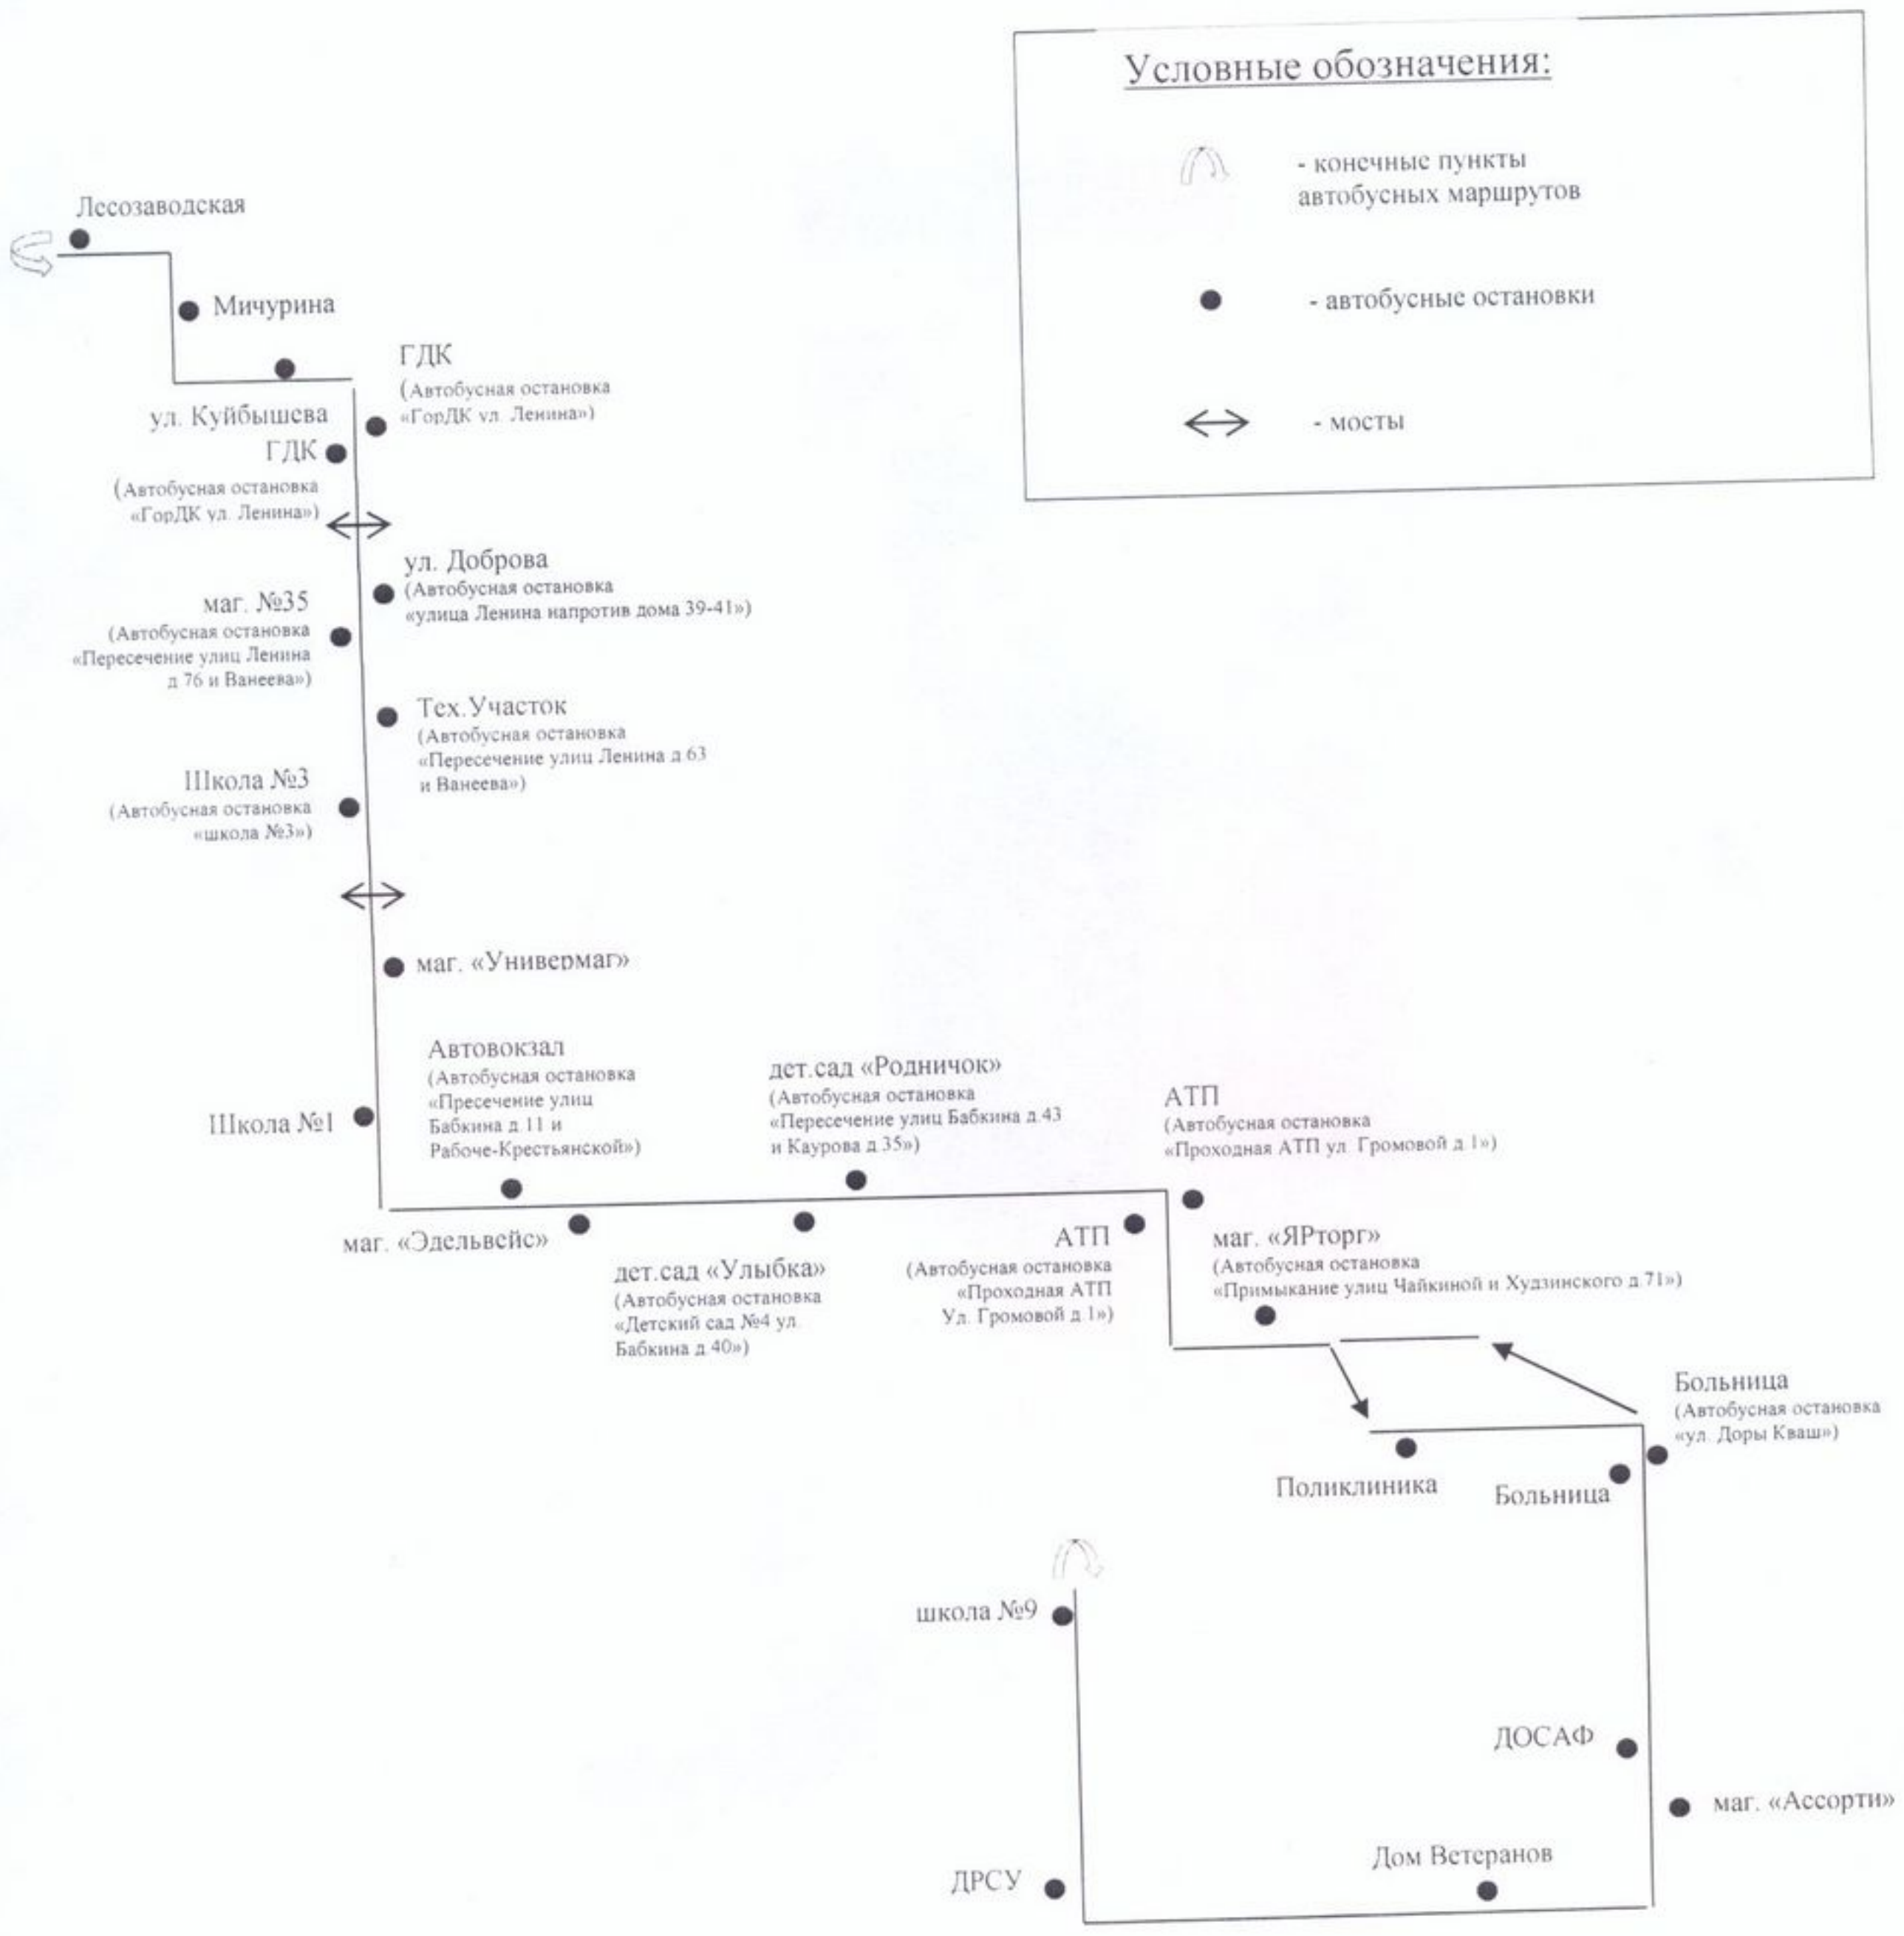 Условные обозначения:
- конечные пункты
автобусных маршрутов
- автобусные остановки
- мосты
Лесозаводская
Мичурина
ГДК
(Автобусная остановка
«ГорДК ул. Ленина»)
ул. Куйбышева
ГДК
(Автобусная остановка
«ГорДК ул. Ленина»)
ул. Доброва
(Автобусная остановка
«улица Ленина напротив дома 39-41»)
маг. №35
(Автобусная остановка
«Пересечение улиц Ленина
д 76 и Ванеева»)
Тех.Участок
(Автобусная остановка
«Пересечение улиц Ленина д 63
и Ванеева»)
Школа №3
(Автобусная остановка
«школа №3»)
маг. «Универмаг»
Автовокзал
(Автобусная остановка
«Пресечение улиц
Бабкина д.11 и
Рабоче-Крестьянской»)
дет.сад «Родничок»
(Автобусная остановка
«Пересечение улиц Бабкина д.43
и Каурова д.35»)
АТП
(Автобусная остановка
«Проходная АТП ул. Громовой д.1»)
Школа №1
маг. «Эдельвейс»
дет.сад «Улыбка»
(Автобусная остановка
«Детский сад №4 ул.
Бабкина д.40»)
АТП
(Автобусная остановка
«Проходная АТП
Ул. Громовой д.1»)
маг. «ЯРторг»
(Автобусная остановка
«Примыкание улиц Чайкиной и Худзинского д.71»)
Больница
(Автобусная остановка
«ул. Доры Кваш»)
Поликлиника
Больница
школа №9
ДОСАФ
маг. «Ассорти»
Дом Ветеранов
ДРСУ